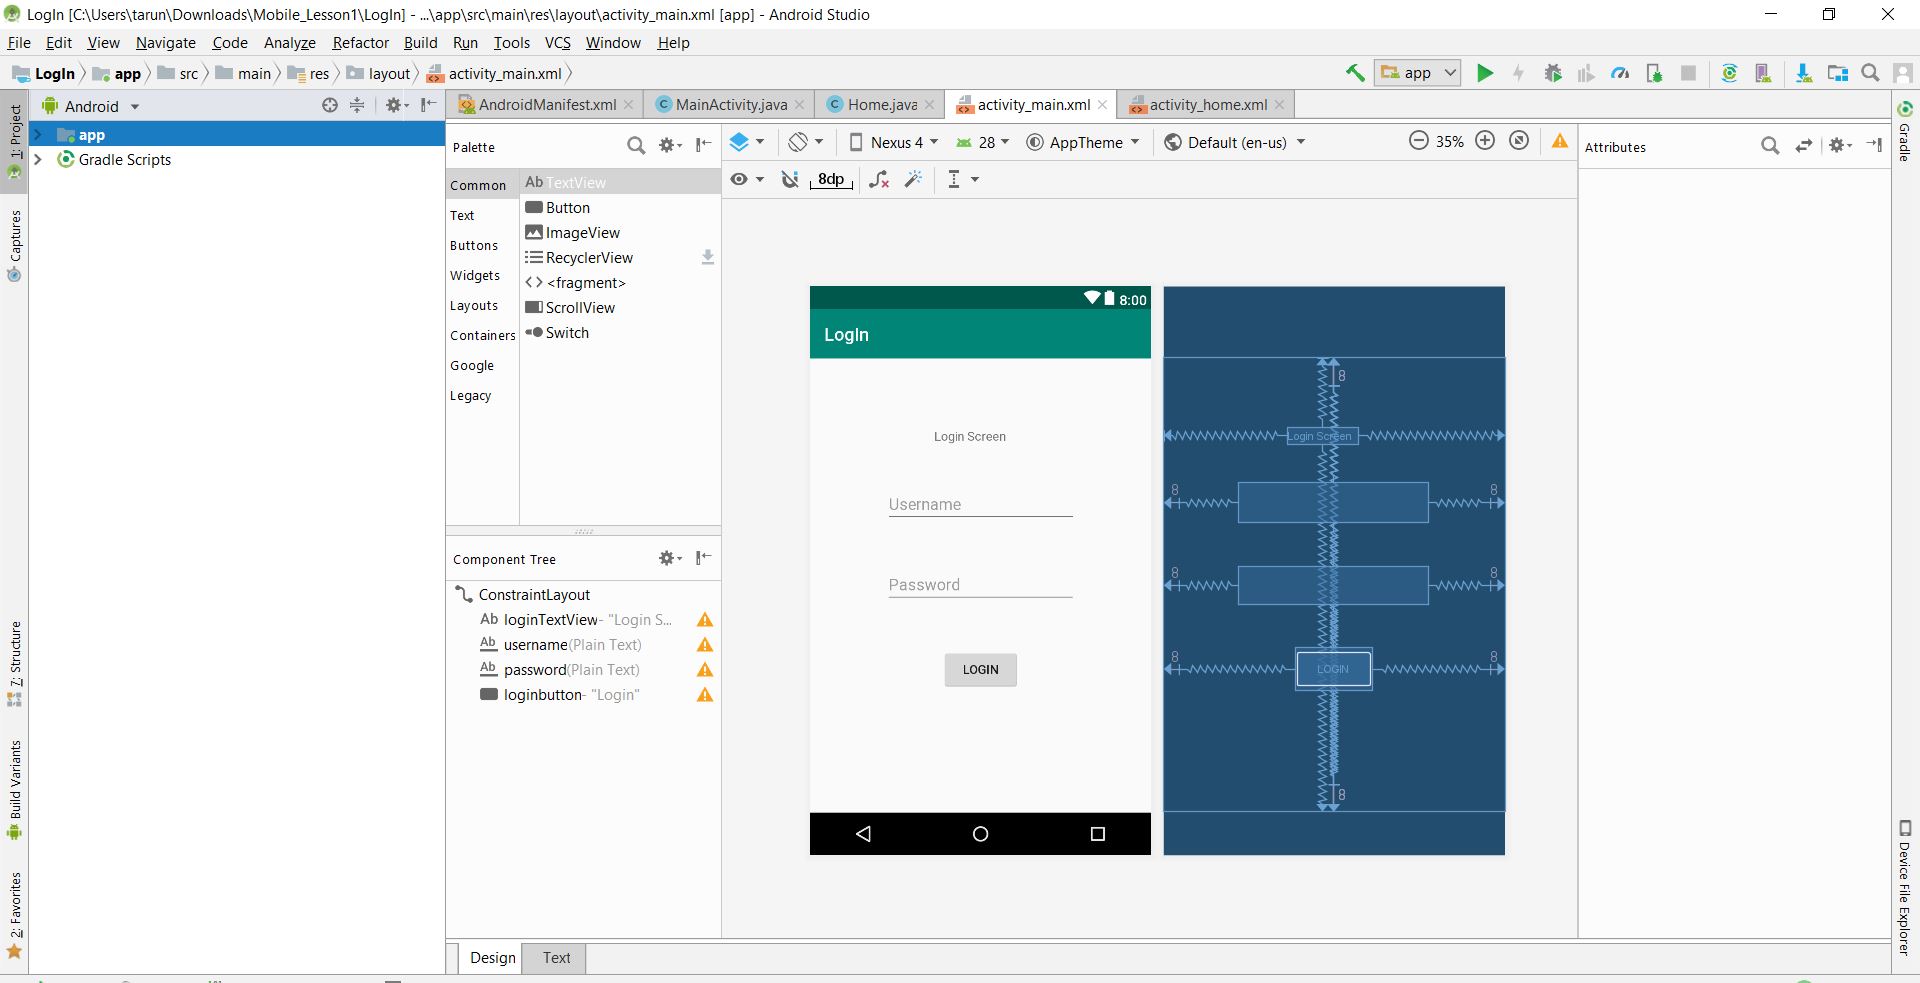 LogIn [C:\Users\tarun\Downloads\Mobile_Lesson1\LogIn] - ...\app\src\main\res\layout\activity_main.xml [app] - Android Studio
File Edit View Navigate Code Analyze Refactor Build Run Tools VCS Window Help
LogIn app src main res layout activity_main.xml app
Android
AndroidManifest.xml MainActivity.java Home.java activity_main.xml activity_home.xml
1: Project
Captures
7: Structure
Build Variants
2: Favorites
app
Gradle Scripts
Palette
Common
Text
Buttons
Widgets
Layouts
Containers
Google
Legacy
Ab TextView
Button
ImageView
RecyclerView
<fragment>
ScrollView
Switch
Component Tree
ConstraintLayout
Ab loginTextView- "Login S...
Ab username(Plain Text)
Ab password(Plain Text)
loginbutton- "Login"
Nexus 4 28 AppTheme Default (en-us) 35%
8dp
8:00
LogIn
Login Screen
Username
Password
LOGIN
8
Login Screen
8 8
8 8
8 8
LOGIN
8
Design Text
Attributes
Gradle
Device File Explorer